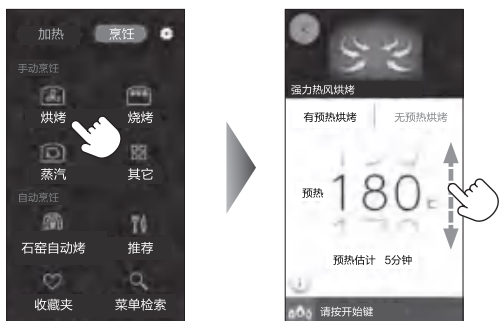 加热 烹饪
手动烹饪
烘烤 烧烤
蒸汽 其它
自动烹饪
石窑自动烤 推荐
收藏夹 菜单检索
强力热风烘烤
有预热烘烤 无预热烘烤
预热 180
预热估计 5分钟
请按开始键